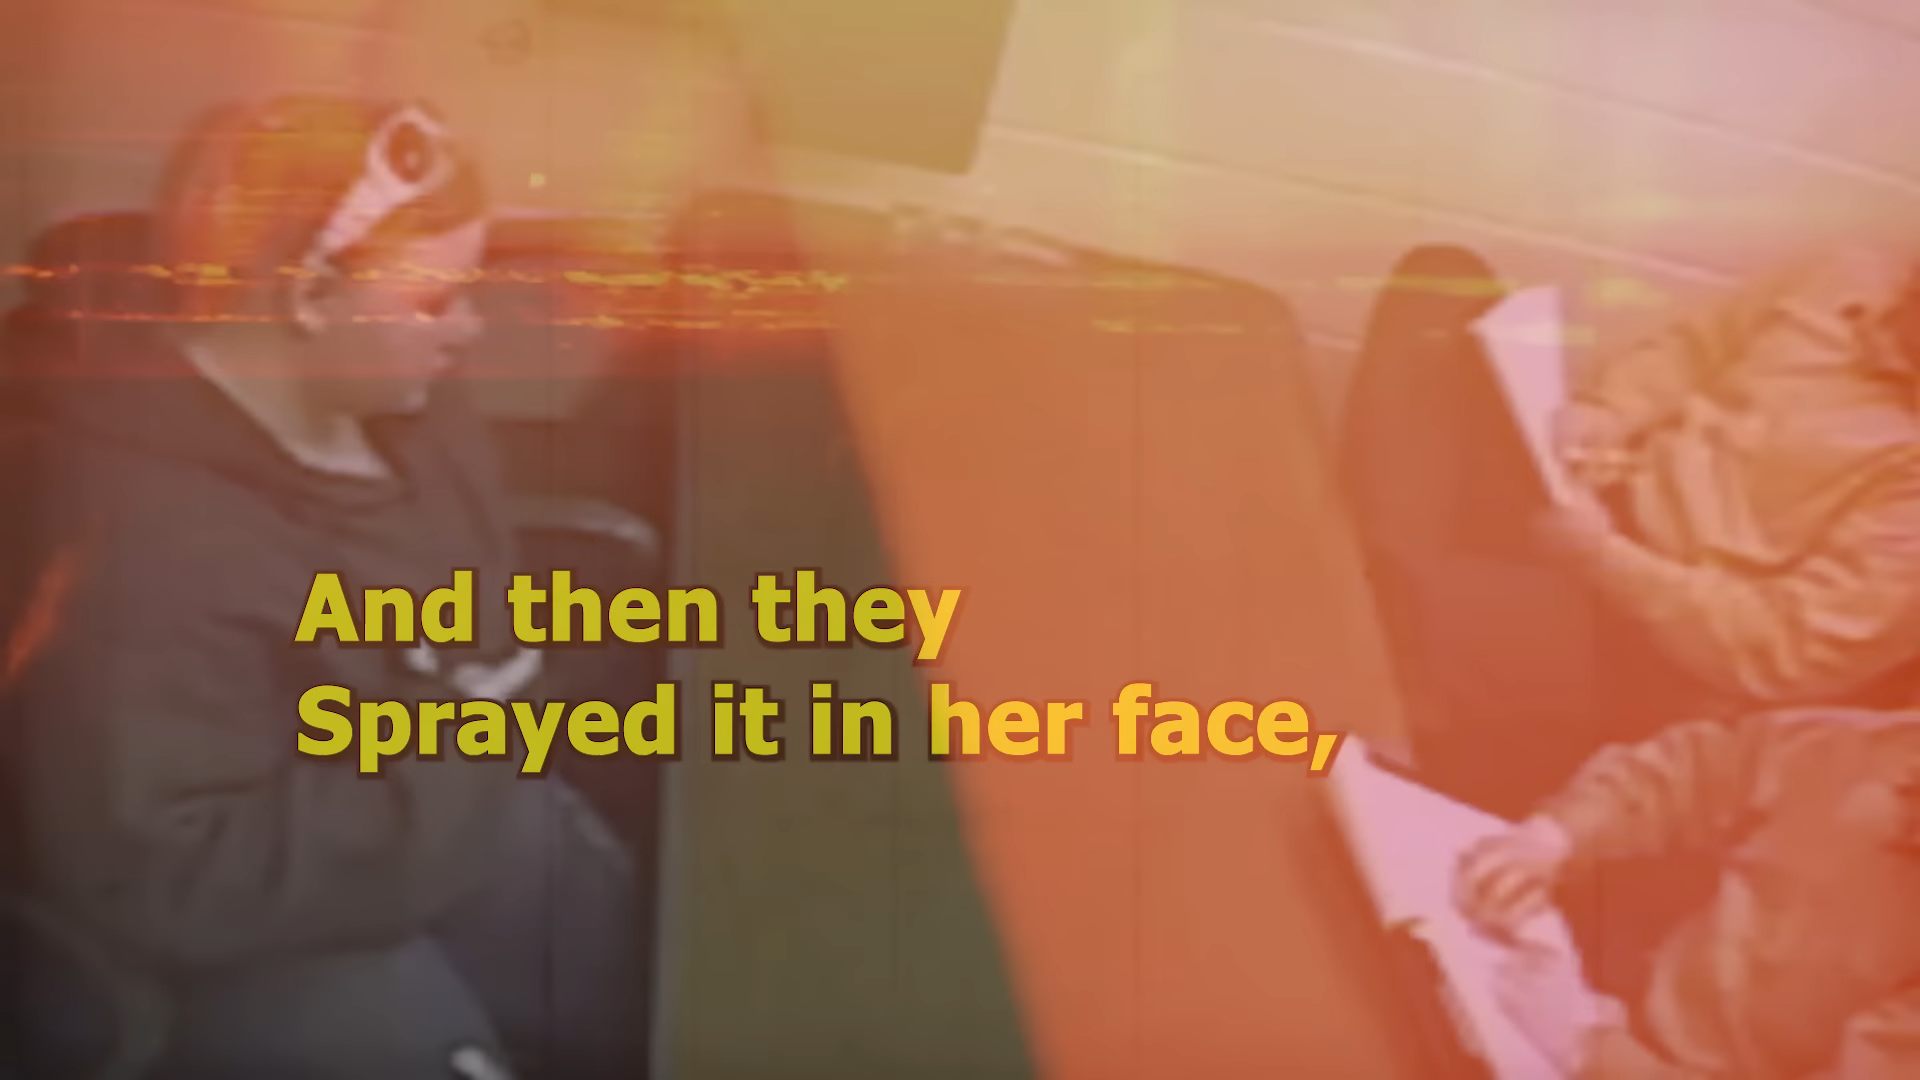 And then they
Sprayed it in her face,